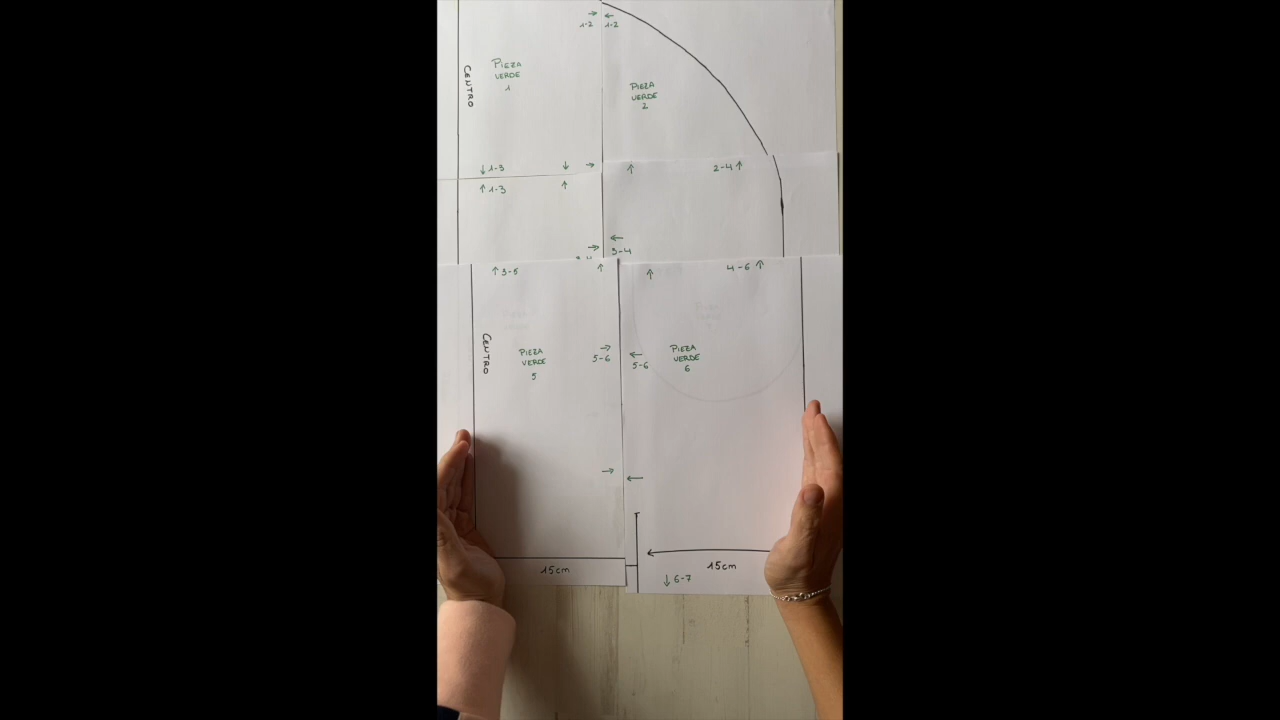 1-2
1-2
CENTRO
PIEZA
VERDE
1
PIEZA
VERDE
2
↓1-3
↓
→
↑
2-4↑
↑1-3
↑
←
→
3-4
↑3-5
↑
↑
4-6↑
CENTRO
PIEZA
VERDE
5
→
5-6
←
5-6
PIEZA
VERDE
6
→
←
15cm
15cm
↓6-7